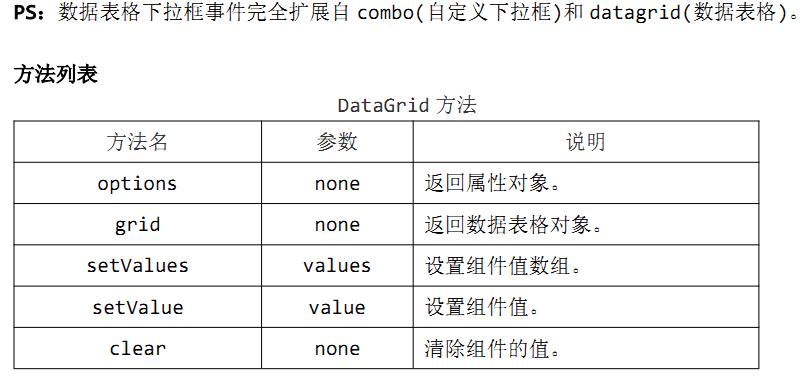 PS：数据表格下拉框事件完全扩展自 combo(自定义下拉框)和 datagrid(数据表格)。
方法列表
DataGrid 方法
方法名 参数 说明
options none 返回属性对象。
grid none 返回数据表格对象。
setValues values 设置组件值数组。
setValue value 设置组件值。
clear none 清除组件的值。